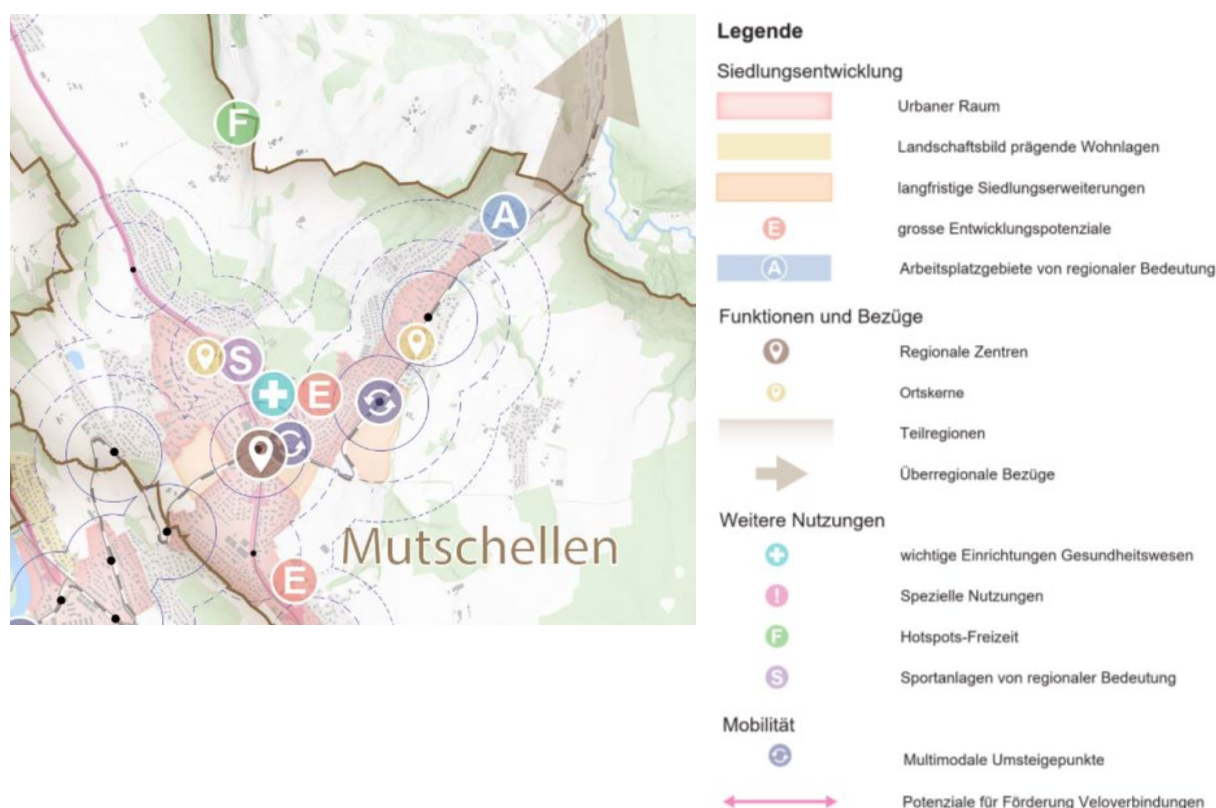 F
A
S
E
Mutschellen
E
Legende
Siedlungsentwicklung
Urbaner Raum
Landschaftsbild prägende Wohnlagen
langfristige Siedlungserweiterungen
E grosse Entwicklungspotenziale
A Arbeitsplatzgebiete von regionaler Bedeutung
Funktionen und Bezüge
Regionale Zentren
Ortskerne
Teilregionen
Überregionale Bezüge
Weitere Nutzungen
wichtige Einrichtungen Gesundheitswesen
! Spezielle Nutzungen
F Hotspots-Freizeit
S Sportanlagen von regionaler Bedeutung
Mobilität
Multimodale Umsteigepunkte
Potenziale für Förderung Veloverbindungen